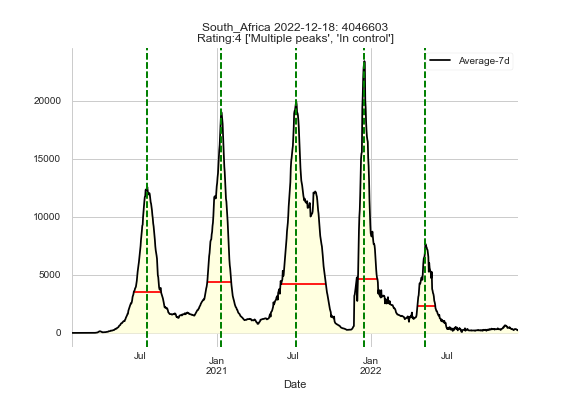 South_Africa 2022-12-18: 4046603
Rating:4 ['Multiple peaks', 'In control']
Average-7d
20000
15000
10000
5000
0
Jul
Jan
2021
Jul
Jan
2022
Jul
Date